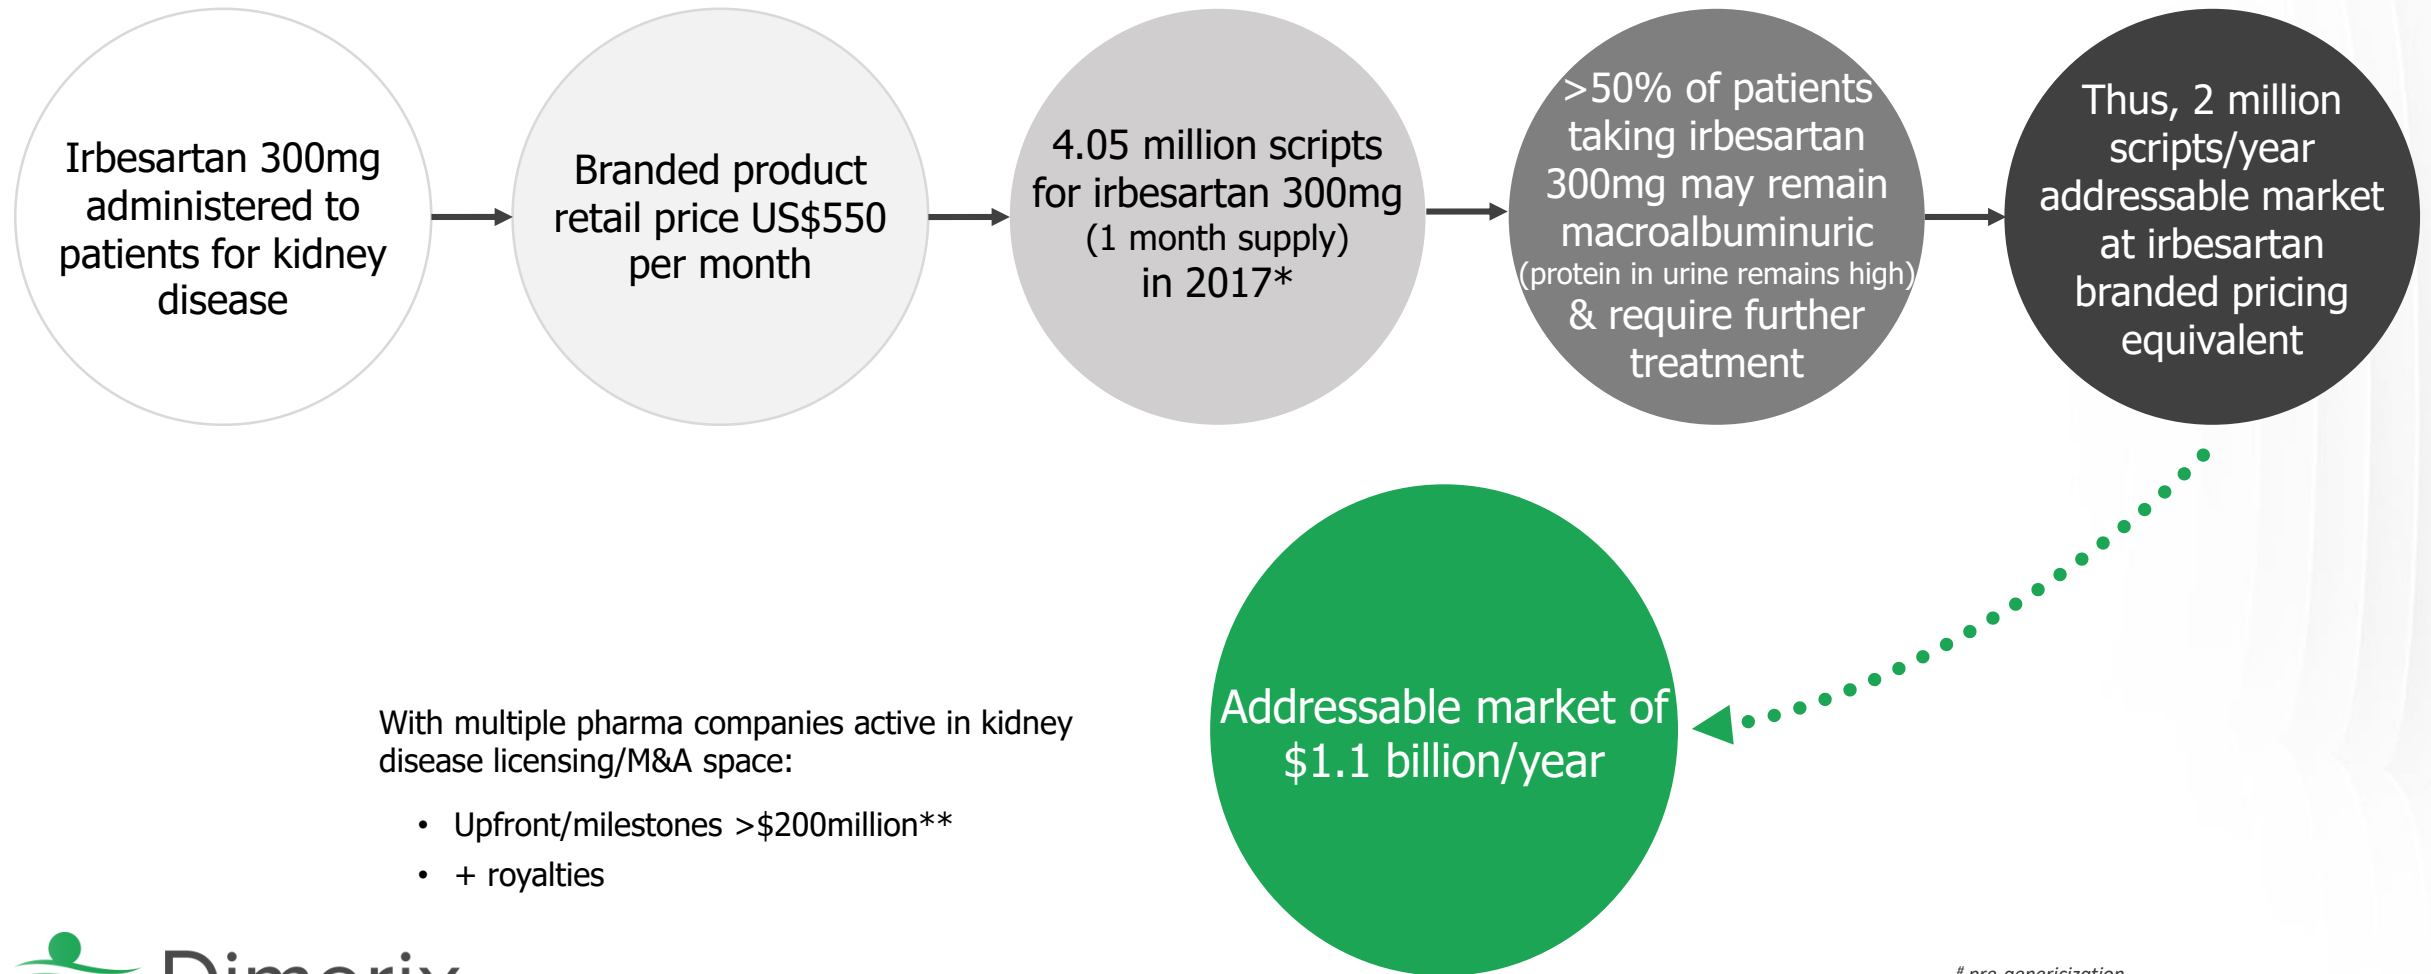 Irbesartan 300mg
administered to
patients for kidney
disease
Branded product
retail price US$550
per month
4.05 million scripts
for irbesartan 300mg
(1 month supply)
in 2017*
>50% of patients
taking irbesartan
300mg may remain
macroalbuminuric
(protein in urine remains high)
& require further
treatment
Thus, 2 million
scripts/year
addressable market
at irbesartan
branded pricing
equivalent
Addressable market of
$1.1 billion/year
With multiple pharma companies active in kidney
disease licensing/M&A space:
• Upfront/milestones >$200million**
• + royalties
Dimerix
# pre-genericization